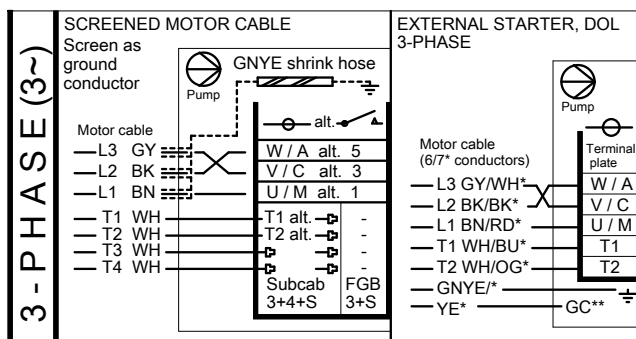 3-PHASE (3~)
SCREENED MOTOR CABLE
Screen as
ground
conductor
GNYE shrink hose
Pump
alt.
Motor cable
L3 GY
L2 BK
L1 BN
T1 WH
T2 WH
T3 WH
T4 WH
W / A alt. 5
V / C alt. 3
U / M alt. 1
T1 alt. -
T2 alt. -
-
-
Subcab FGB
3+4+S 3+S
EXTERNAL STARTER, DOL
3-PHASE
Pump
Motor cable
(6/7* conductors)
Terminal
plate
L3 GY/WH* W / A
L2 BK/BK* V / C
L1 BN/RD* U / M
T1 WH/BU* T1
T2 WH/OG* T2
GNYE/*
YE* GC**